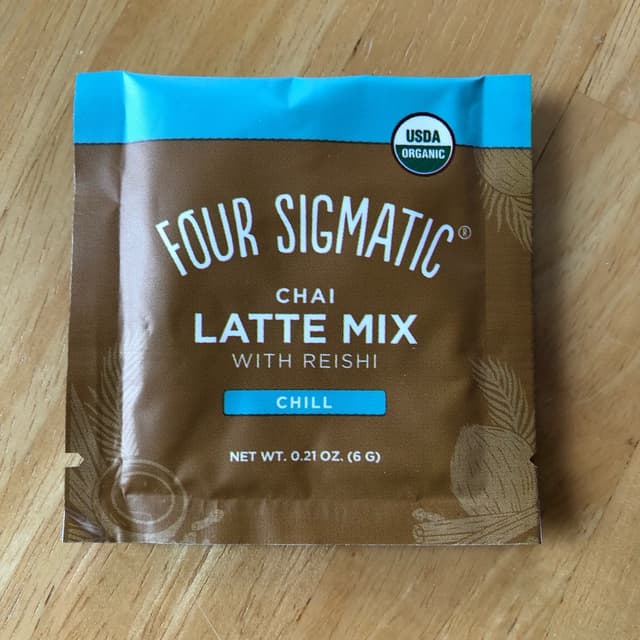 USDA
ORGANIC
FOUR SIGMATIC®
CHAI
LATTE MIX
WITH REISHI
CHILL
NET WT. 0.21 OZ. (6 G)